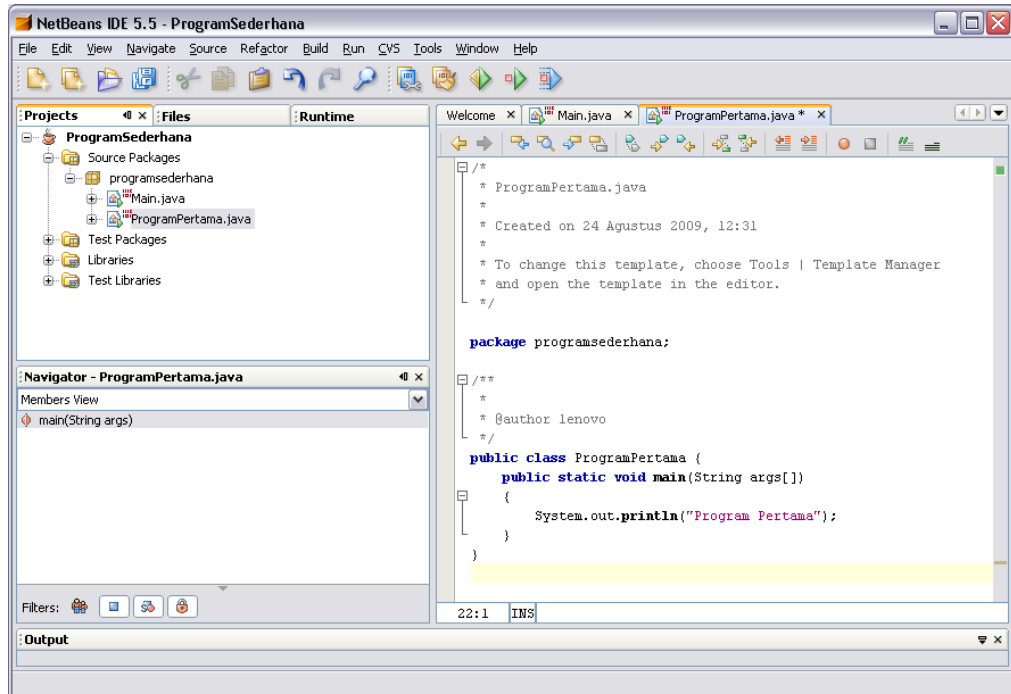 NetBeans IDE 5.5 - ProgramSederhana
File Edit View Navigate Source Refactor Build Run CVS Tools Window Help
Projects Files Runtime
ProgramSederhana
Source Packages
programsederhana
Main.java
ProgramPertama.java
Test Packages
Libraries
Test Libraries
Navigator - ProgramPertama.java
Members View
main(String args)
Filters:
Welcome Main.java ProgramPertama.java *
/*
* ProgramPertama.java
*
* Created on 24 Agustus 2009, 12:31
*
* To change this template, choose Tools | Template Manager
* and open the template in the editor.
*/
package programsederhana;
/**
*
* @author lenovo
*/
public class ProgramPertama {
public static void main(String args[])
{
System.out.println("Program Pertama");
}
}
22:1 INS
Output